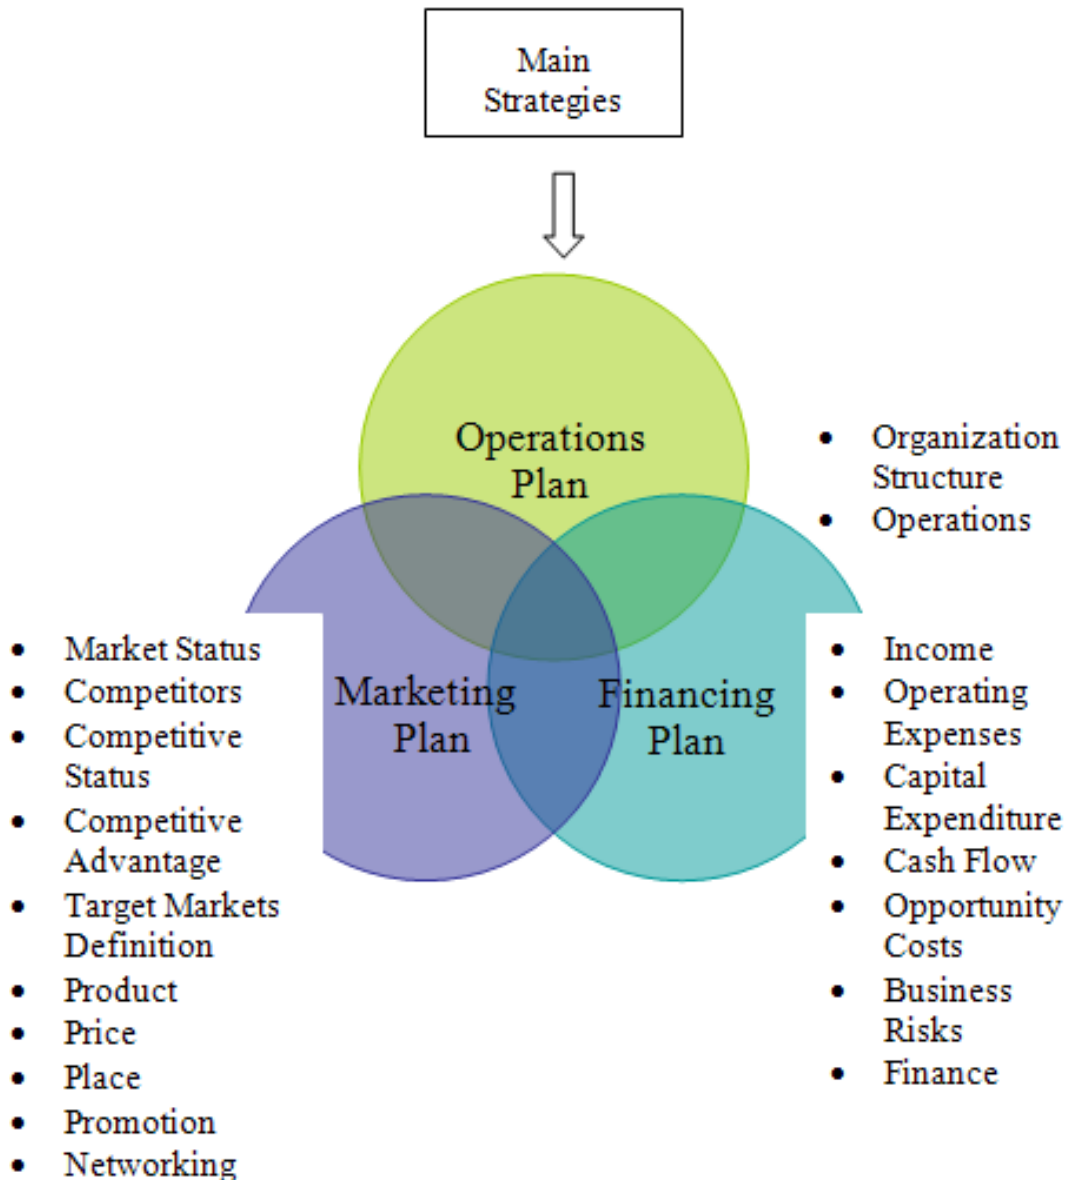 Main
Strategies
Operations
Plan
• Organization
Structure
• Operations
Marketing
Plan
Financing
Plan
• Market Status
• Competitors
• Competitive
Status
• Competitive
Advantage
• Target Markets
Definition
• Product
• Price
• Place
• Promotion
• Networking
• Income
• Operating
Expenses
• Capital
Expenditure
• Cash Flow
• Opportunity
Costs
• Business
Risks
• Finance